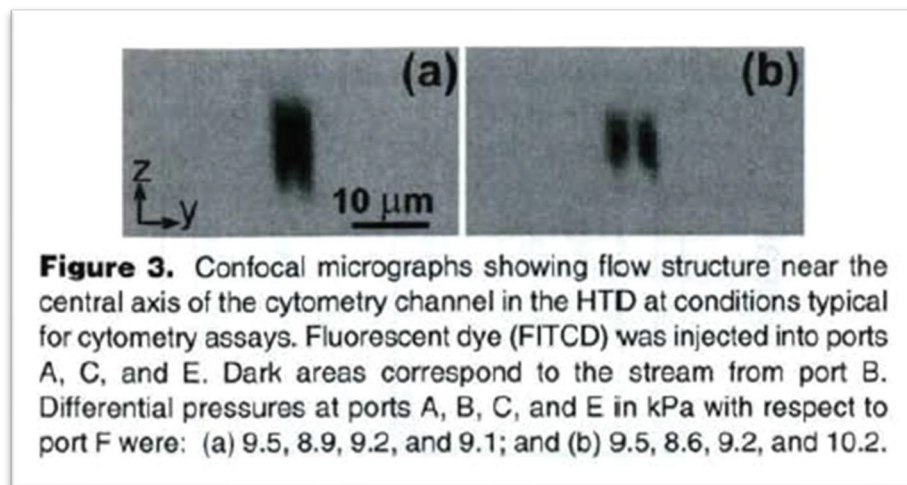 (a) (b)
z
y 10 μm
Figure 3. Confocal micrographs showing flow structure near the
central axis of the cytometry channel in the HTD at conditions typical
for cytometry assays. Fluorescent dye (FITCD) was injected into ports
A, C, and E. Dark areas correspond to the stream from port B.
Differential pressures at ports A, B, C, and E in kPa with respect to
port F were: (a) 9.5, 8.9, 9.2, and 9.1; and (b) 9.5, 8.6, 9.2, and 10.2.